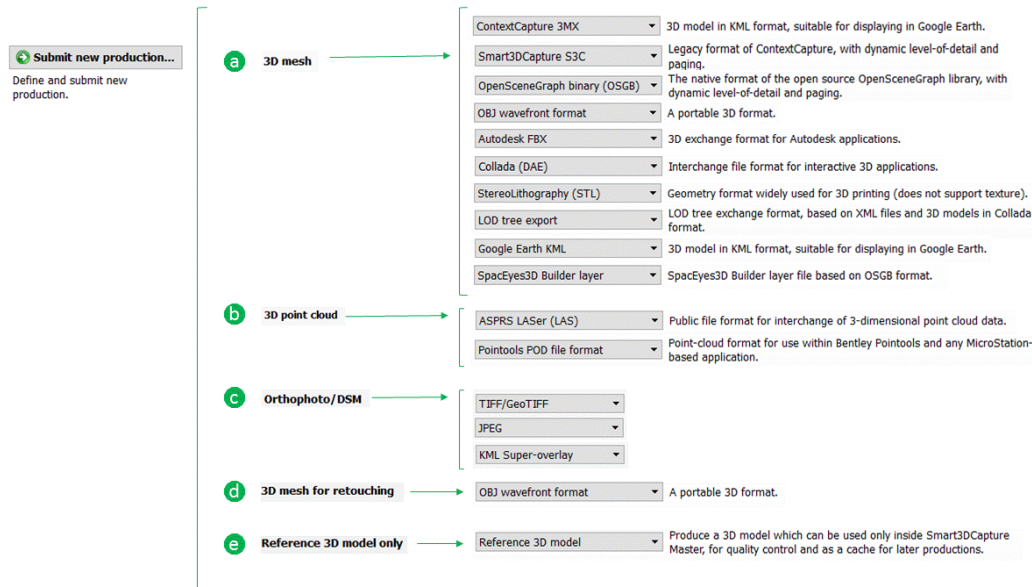 Submit new production...
Define and submit new
production.
a 3D mesh
ContextCapture 3MX 3D model in KML format, suitable for displaying in Google Earth.
Smart3DCapture S3C Legacy format of ContextCapture, with dynamic level-of-detail and
paging.
OpenSceneGraph binary (OSGB) The native format of the open source OpenSceneGraph library, with
dynamic level-of-detail and paging.
OBJ wavefront format A portable 3D format.
Autodesk FBX 3D exchange format for Autodesk applications.
Collada (DAE) Interchange file format for interactive 3D applications.
StereoLithography (STL) Geometry format widely used for 3D printing (does not support texture).
LOD tree export LOD tree exchange format, based on XML files and 3D models in Collada
format.
Google Earth KML 3D model in KML format, suitable for displaying in Google Earth.
SpacEyes3D Builder layer SpacEyes3D Builder layer file based on OSGB format.
b 3D point cloud
ASPRS LASer (LAS) Public file format for interchange of 3-dimensional point cloud data.
Pointools POD file format Point-cloud format for use within Bentley Pointools and any MicroStation-
based application.
c Orthophoto/DSM
TIFF/GeoTIFF
JPEG
KML Super-overlay
d 3D mesh for retouching OBJ wavefront format A portable 3D format.
e Reference 3D model only Reference 3D model Produce a 3D model which can be used only inside Smart3DCapture
Master, for quality control and as a cache for later productions.